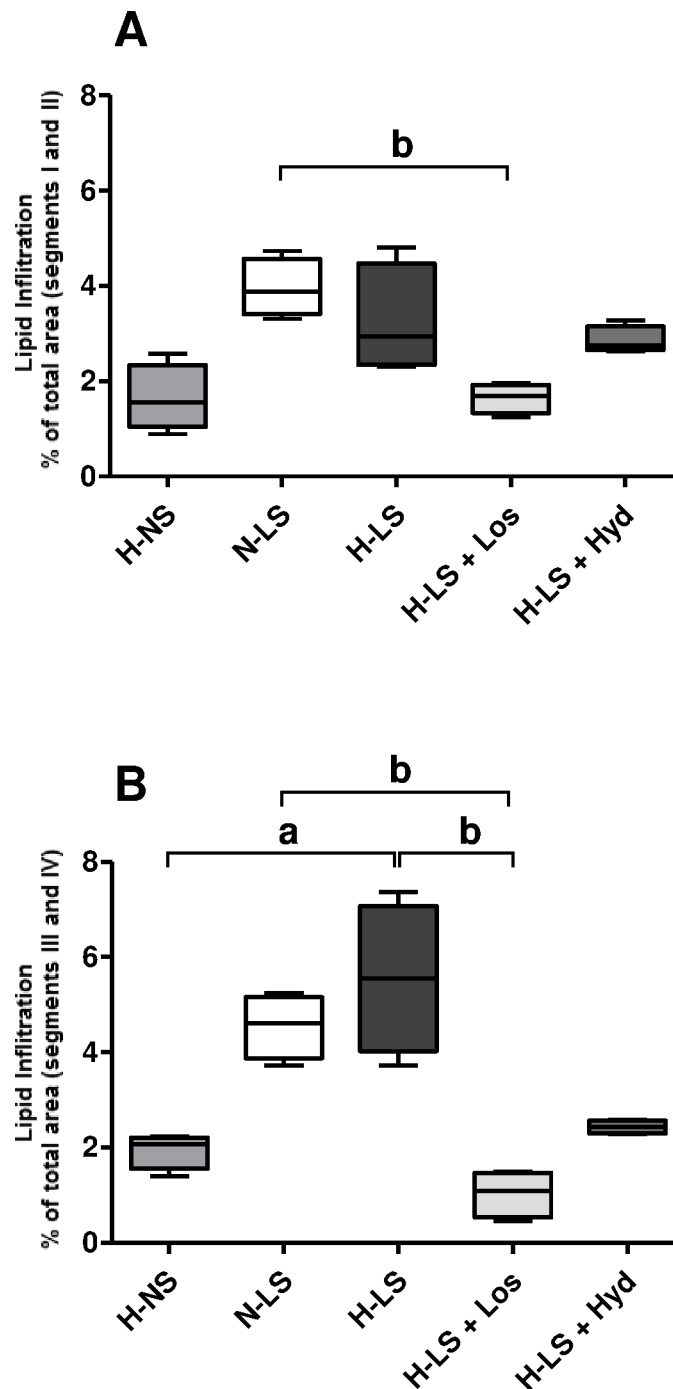 A
Lipid Inflitration
% of total area (segments I and II)
8
6
4
2
0
b
H-NS
N-LS
H-LS
H-LS + Los
H-LS + Hyd
B
Lipid Inflitration
% of total area (segments III and IV)
8
6
4
2
0
b
a
b
H-NS
N-LS
H-LS
H-LS + Los
H-LS + Hyd